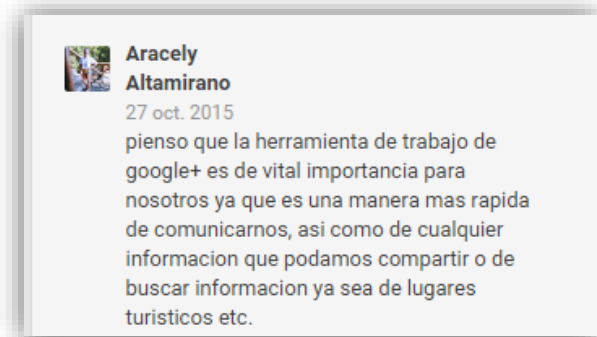 Aracely
Altamirano
27 oct. 2015
pienso que la herramienta de trabajo de
google+ es de vital importancia para
nosotros ya que es una manera mas rapida
de comunicarnos, asi como de cualquier
informacion que podamos compartir o de
buscar informacion ya sea de lugares
turisticos etc.